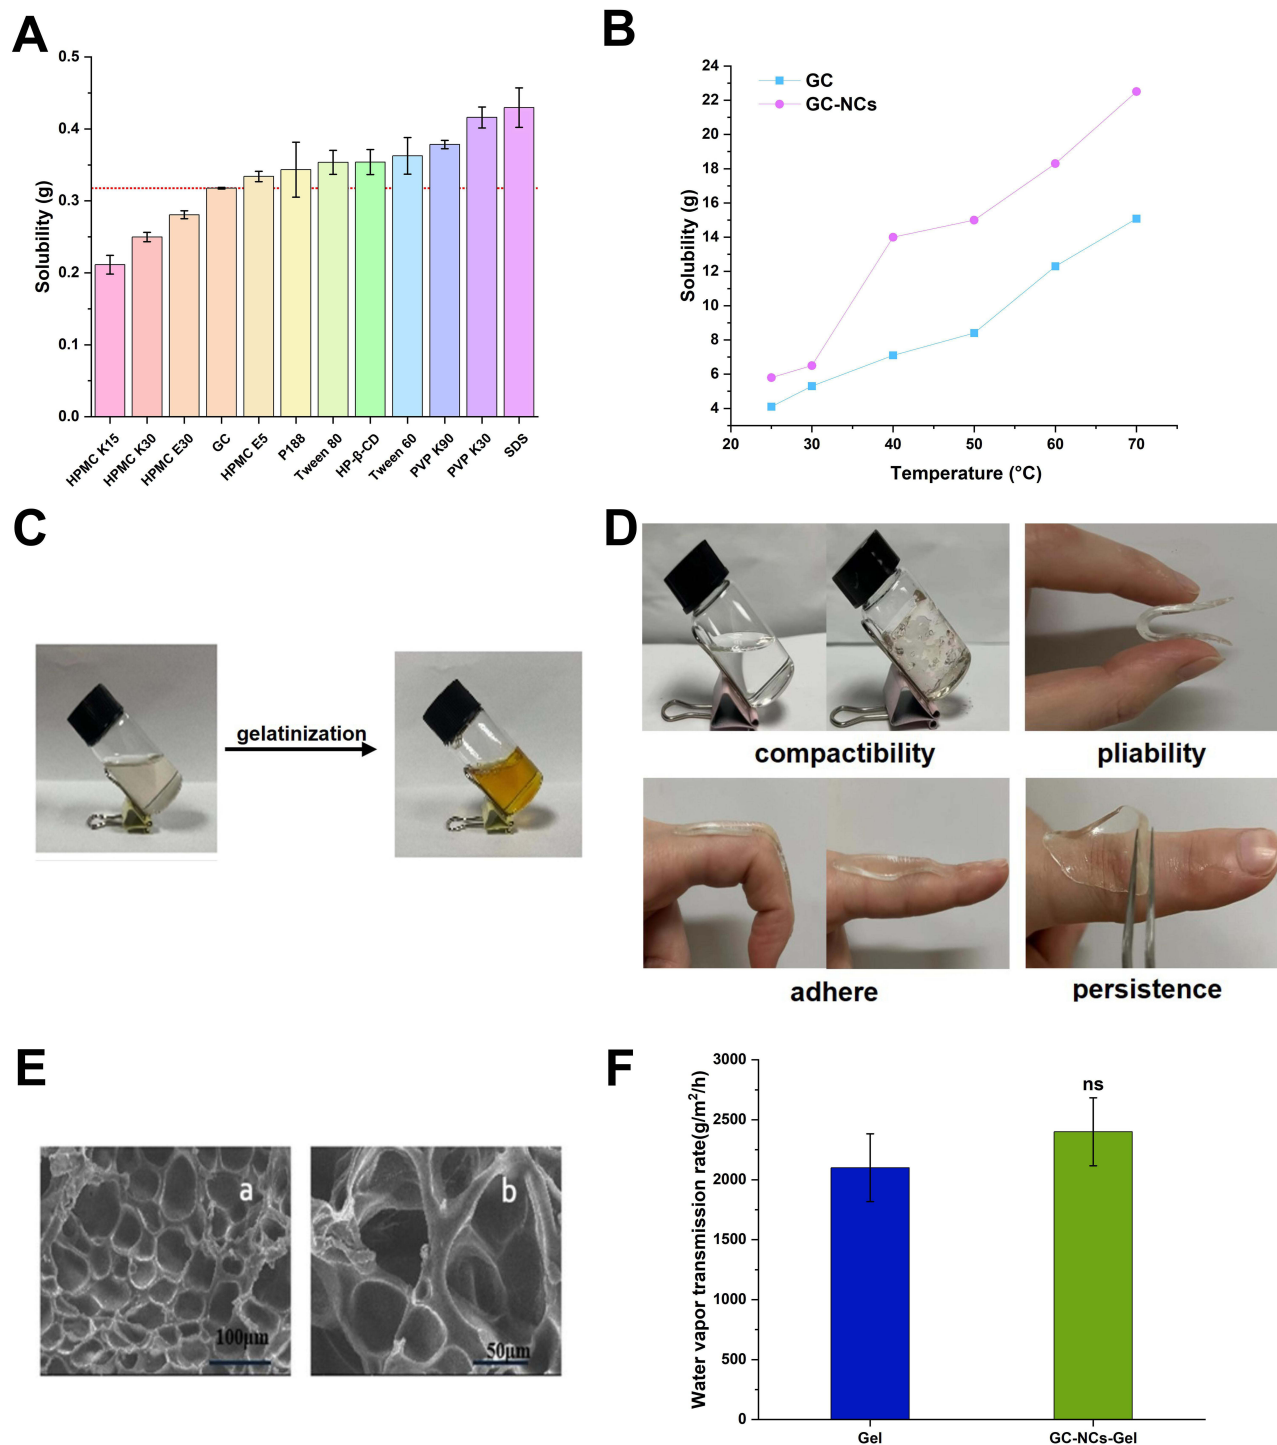 A
Solubility (g)
0.5
0.4
0.3
0.2
0.1
0.0
HPMC K15
HPMC K30
HPMC E30
GC
HPMC E5
P188
Tween 80
HP-β-CD
Tween 60
PVP K90
PVP K30
SDS
B
Solubility (g)
24
22
20
18
16
14
12
10
8
6
4
GC
GC-NCs
20 30 40 50 60 70
Temperature (°C)
C
gelatinization
D
compactibility
pliability
adhere
persistence
E
a
100μm
b
50μm
F
Water vapor transmission rate(g/m²/h)
3000
2500
2000
1500
1000
500
0
ns
Gel
GC-NCs-Gel